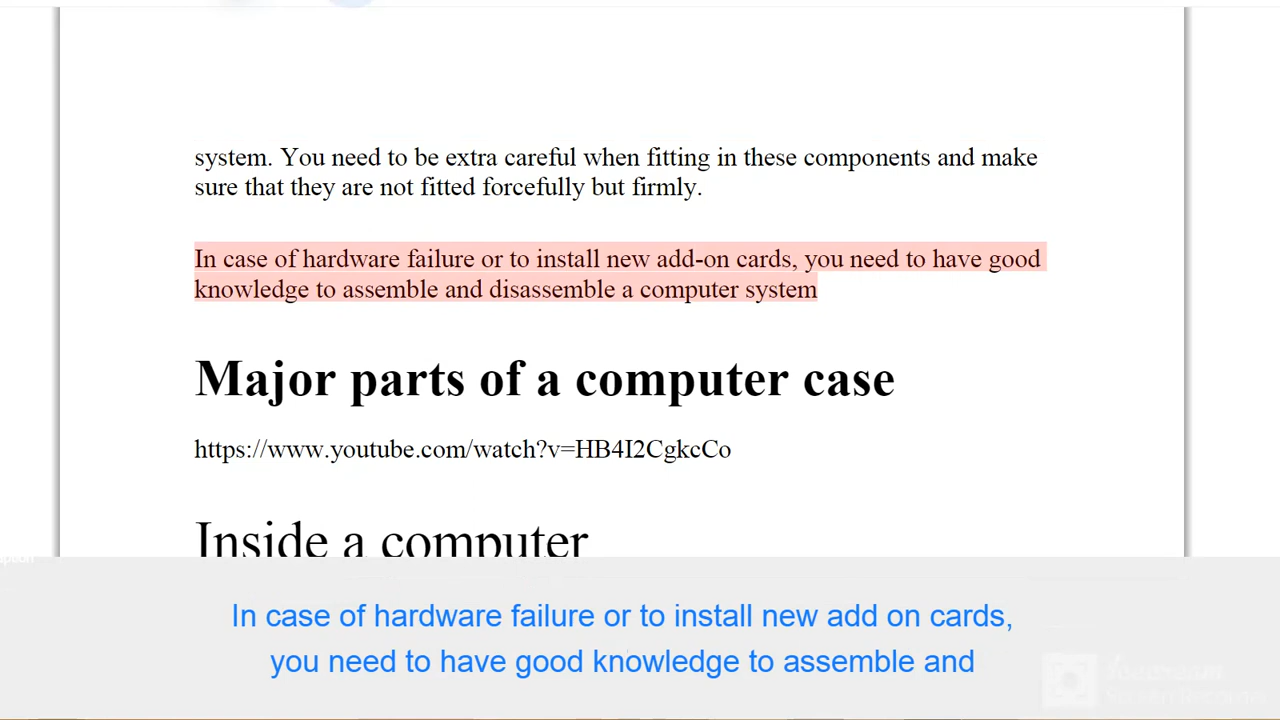 system. You need to be extra careful when fitting in these components and make
sure that they are not fitted forcefully but firmly.
In case of hardware failure or to install new add-on cards, you need to have good
knowledge to assemble and disassemble a computer system
Major parts of a computer case
https://www.youtube.com/watch?v=HB4I2CgkcCo
Inside a computer
In case of hardware failure or to install new add on cards,
you need to have good knowledge to assemble and
Screen Recorder